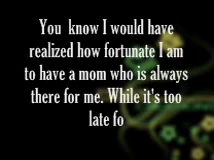 You know I would have
realized how fortunate I am
to have a mom who is always
there for me. While it's too
late fo